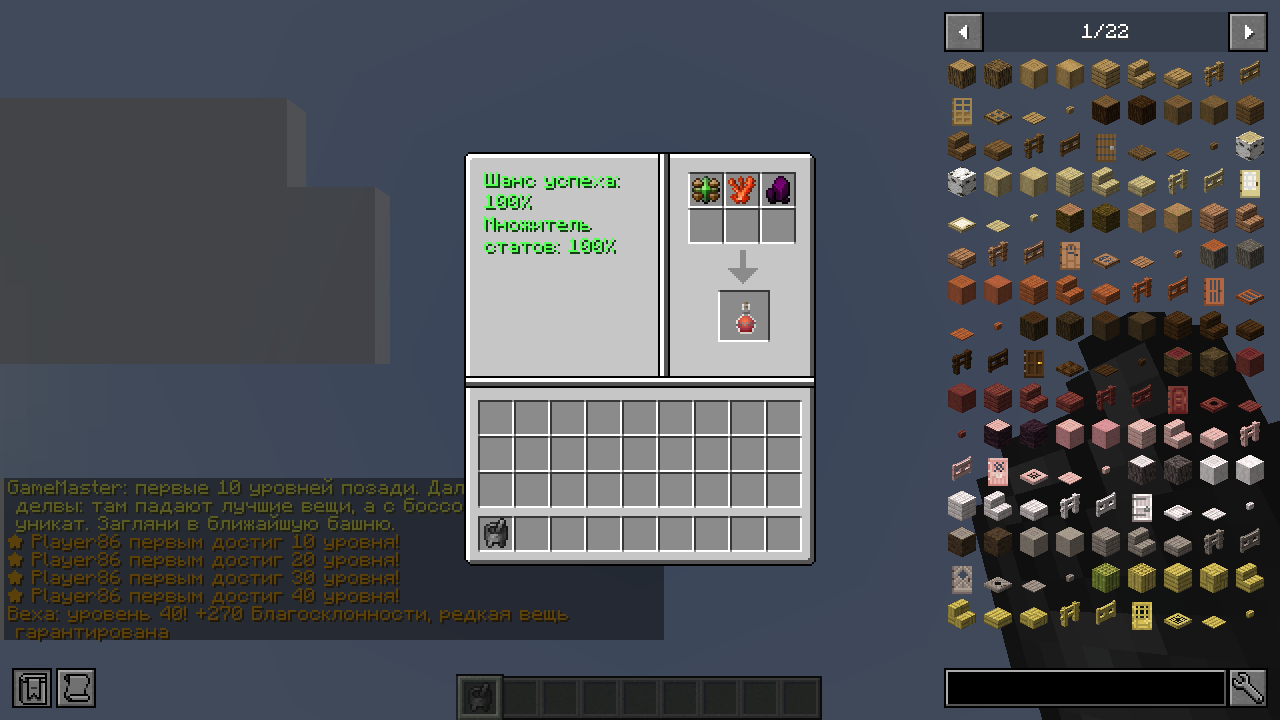 1/22
Шанс успеха:
100%
Множитель
статов: 100%
GameMaster: первые 10 уровней позади. Дал
делвы: там падают лучшие вещи, а с боссо
уникат. Загляни в ближайшую башню.
★ Player86 первым достиг 10 уровня!
★ Player86 первым достиг 20 уровня!
★ Player86 первым достиг 30 уровня!
★ Player86 первым достиг 40 уровня!
Веха: уровень 40! +270 Благосклонности, редкая вещь
гарантирована